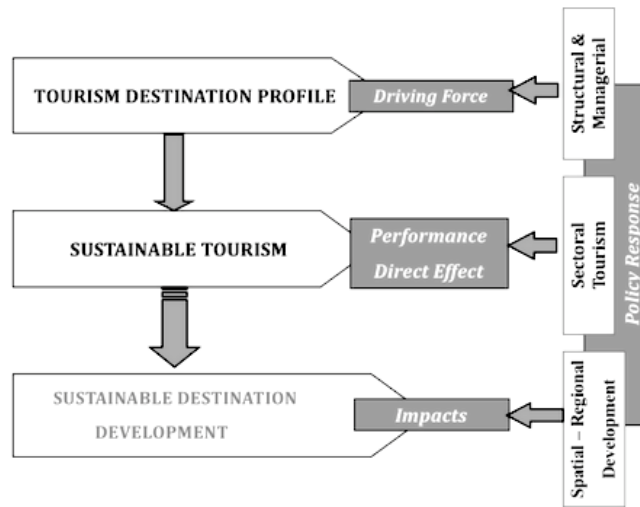 TOURISM DESTINATION PROFILE
Driving Force
Structural &
Managerial
SUSTAINABLE TOURISM
Performance
Direct Effect
Sectoral
Tourism
Policy Response
SUSTAINABLE DESTINATION
DEVELOPMENT
Impacts
Spatial – Regional
Development